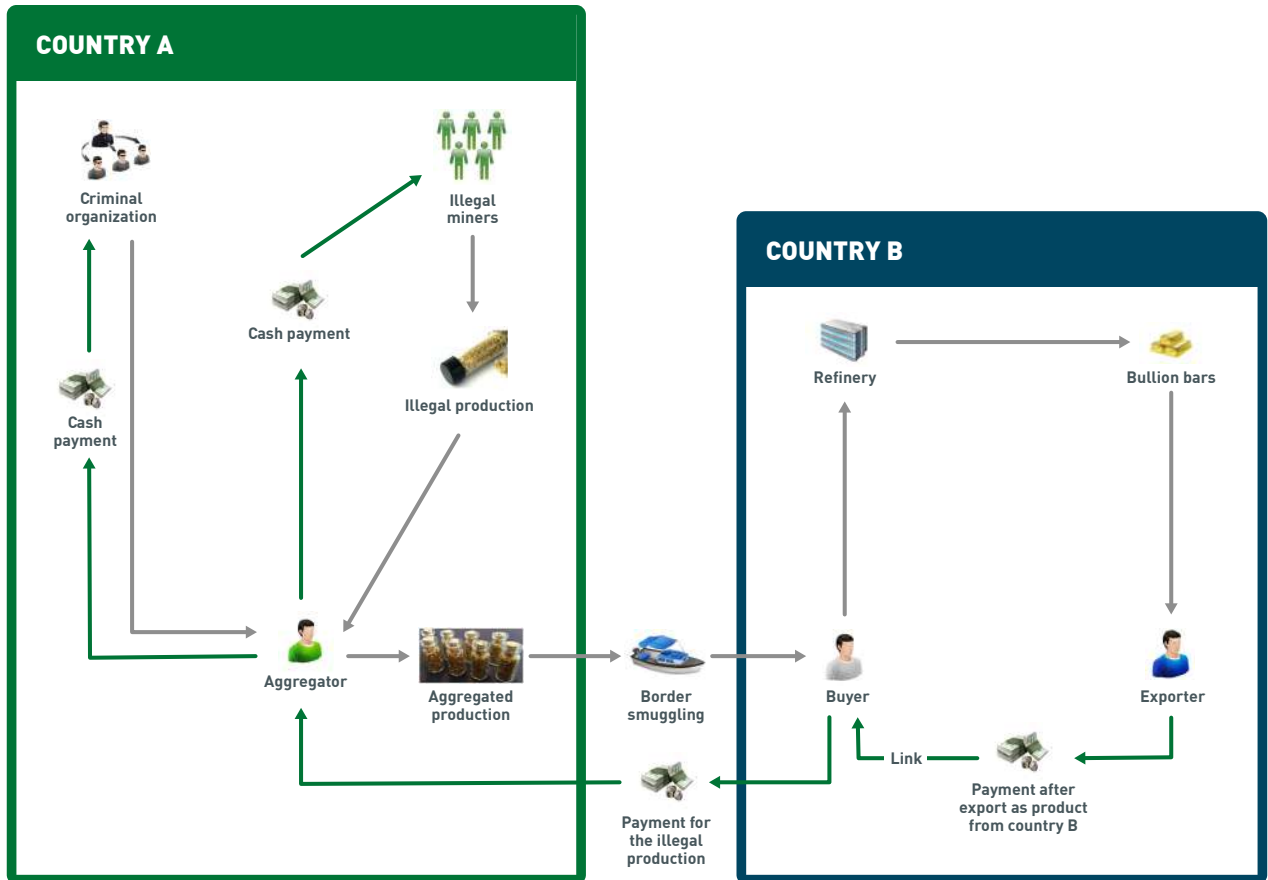 COUNTRY A
Criminal
organization
Illegal
miners
Cash payment
Cash
payment
Illegal production
Aggregator
Aggregated
production
Border
smuggling
Payment for
the illegal
production
COUNTRY B
Refinery
Bullion bars
Buyer
Exporter
Link
Payment after
export as product
from country B